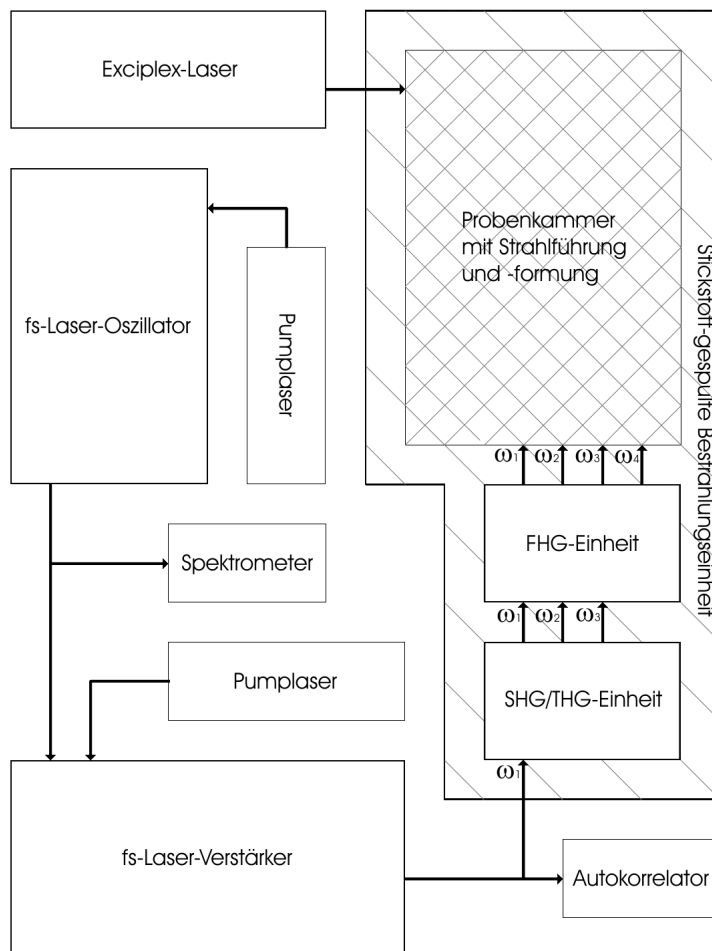 Exciplex-Laser
Probenkammer
mit Strahlführung
und -formung
Stickstoff-gespülte Bestrahlungseinheit
fs-Laser-Oszillator
Pumplaser
ω1 ω2 ω3 ω4
FHG-Einheit
Spektrometer
ω1 ω2 ω3
Pumplaser
SHG/THG-Einheit
ω1
fs-Laser-Verstärker
Autokorrelator